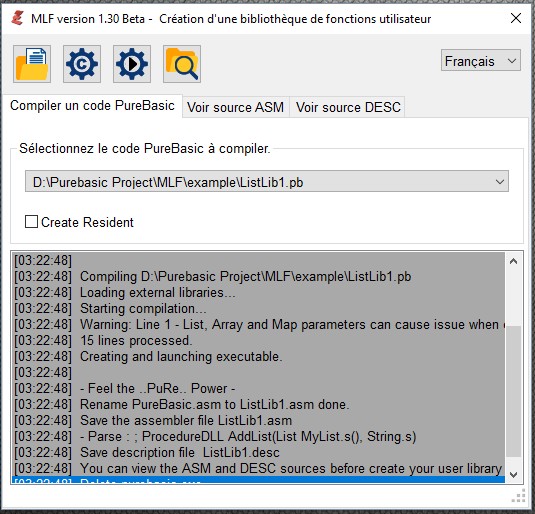 MLF version 1.30 Beta - Création d'une bibliothèque de fonctions utilisateur
Français
Compiler un code PureBasic
Voir source ASM
Voir source DESC
Sélectionnez le code PureBasic à compiler.
D:\Purebasic Project\MLF\example\ListLib1.pb
Create Resident
[03:22:48]
[03:22:48] Compiling D:\Purebasic Project\MLF\example\ListLib1.pb
[03:22:48] Loading external libraries...
[03:22:48] Starting compilation...
[03:22:48] Warning: Line 1 - List, Array and Map parameters can cause issue when
[03:22:48] 15 lines processed.
[03:22:48] Creating and launching executable.
[03:22:48]
[03:22:48] - Feel the ..PuRe.. Power -
[03:22:48] Rename PureBasic.asm to ListLib1.asm done.
[03:22:48] Save the assembler file ListLib1.asm
[03:22:48] - Parse : ; ProcedureDLL AddList(List MyList.s(), String.s)
[03:22:48] Save description file ListLib1.desc
[03:22:48] You can view the ASM and DESC sources before create your user library
[03:22:48] Delete purebasic.exe